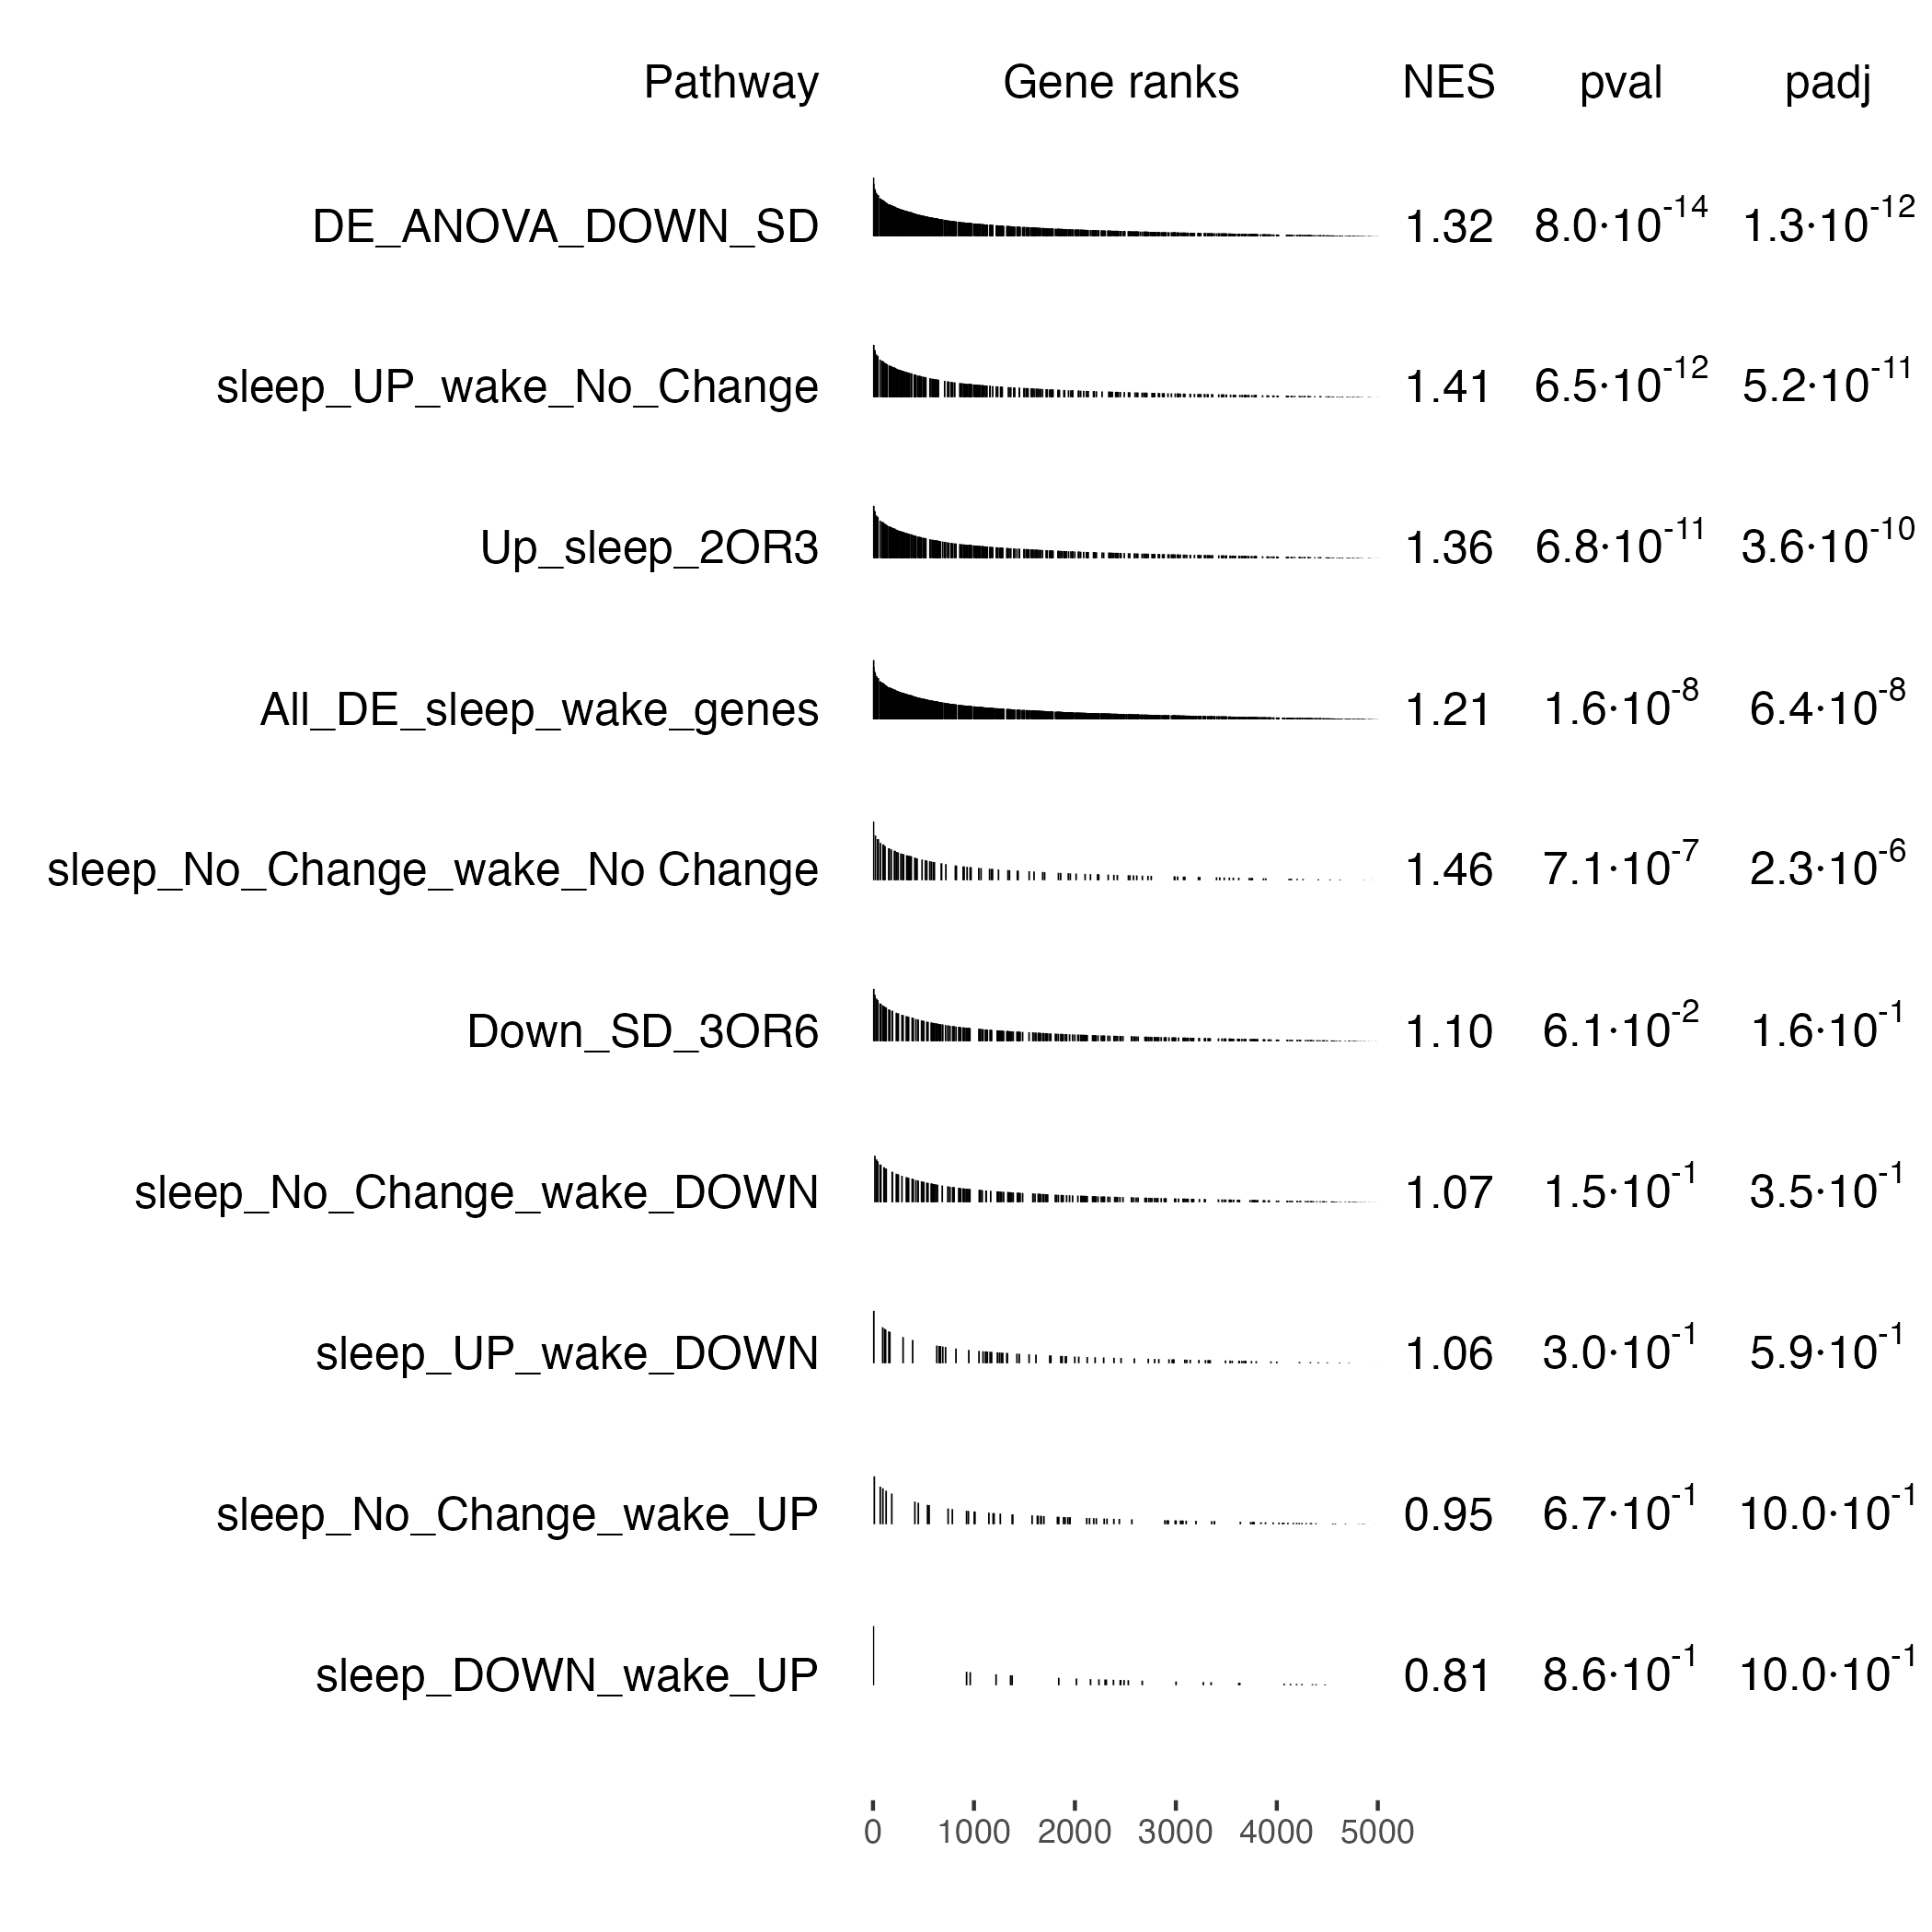 Pathway Gene ranks NES pval padj
DE_ANOVA_DOWN_SD 1.32 8.0·10^-14 1.3·10^-12
sleep_UP_wake_No_Change 1.41 6.5·10^-12 5.2·10^-11
Up_sleep_2OR3 1.36 6.8·10^-11 3.6·10^-10
All_DE_sleep_wake_genes 1.21 1.6·10^-8 6.4·10^-8
sleep_No_Change_wake_No Change 1.46 7.1·10^-7 2.3·10^-6
Down_SD_3OR6 1.10 6.1·10^-2 1.6·10^-1
sleep_No_Change_wake_DOWN 1.07 1.5·10^-1 3.5·10^-1
sleep_UP_wake_DOWN 1.06 3.0·10^-1 5.9·10^-1
sleep_No_Change_wake_UP 0.95 6.7·10^-1 10.0·10^-1
sleep_DOWN_wake_UP 0.81 8.6·10^-1 10.0·10^-1
0 1000 2000 3000 4000 5000